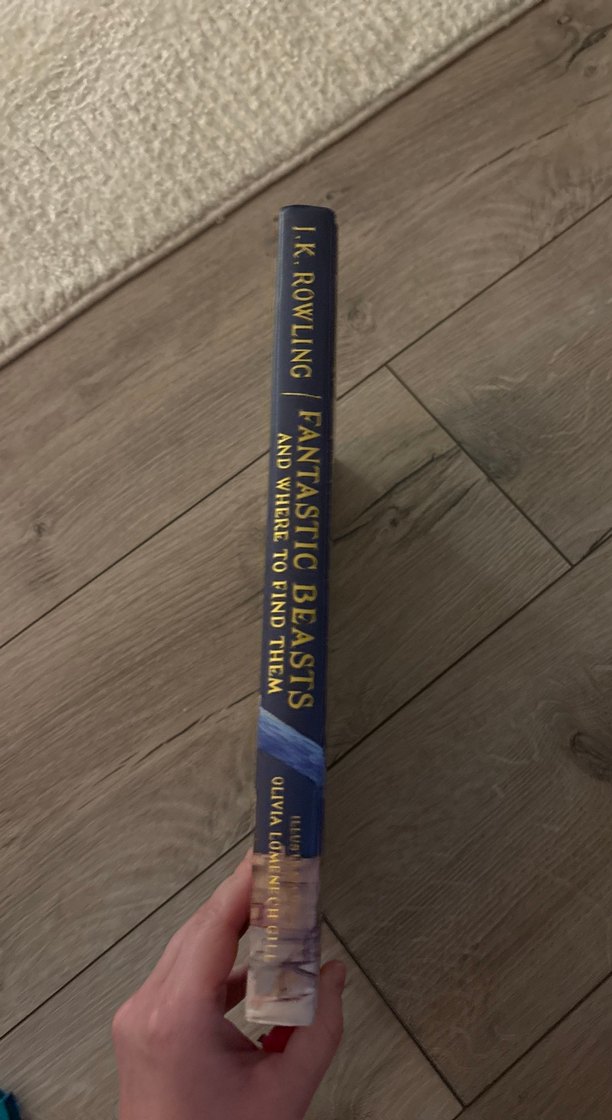 J.K. ROWLING / FANTASTIC BEASTS
AND WHERE TO FIND THEM
OLIVIA LOMENECH GILL